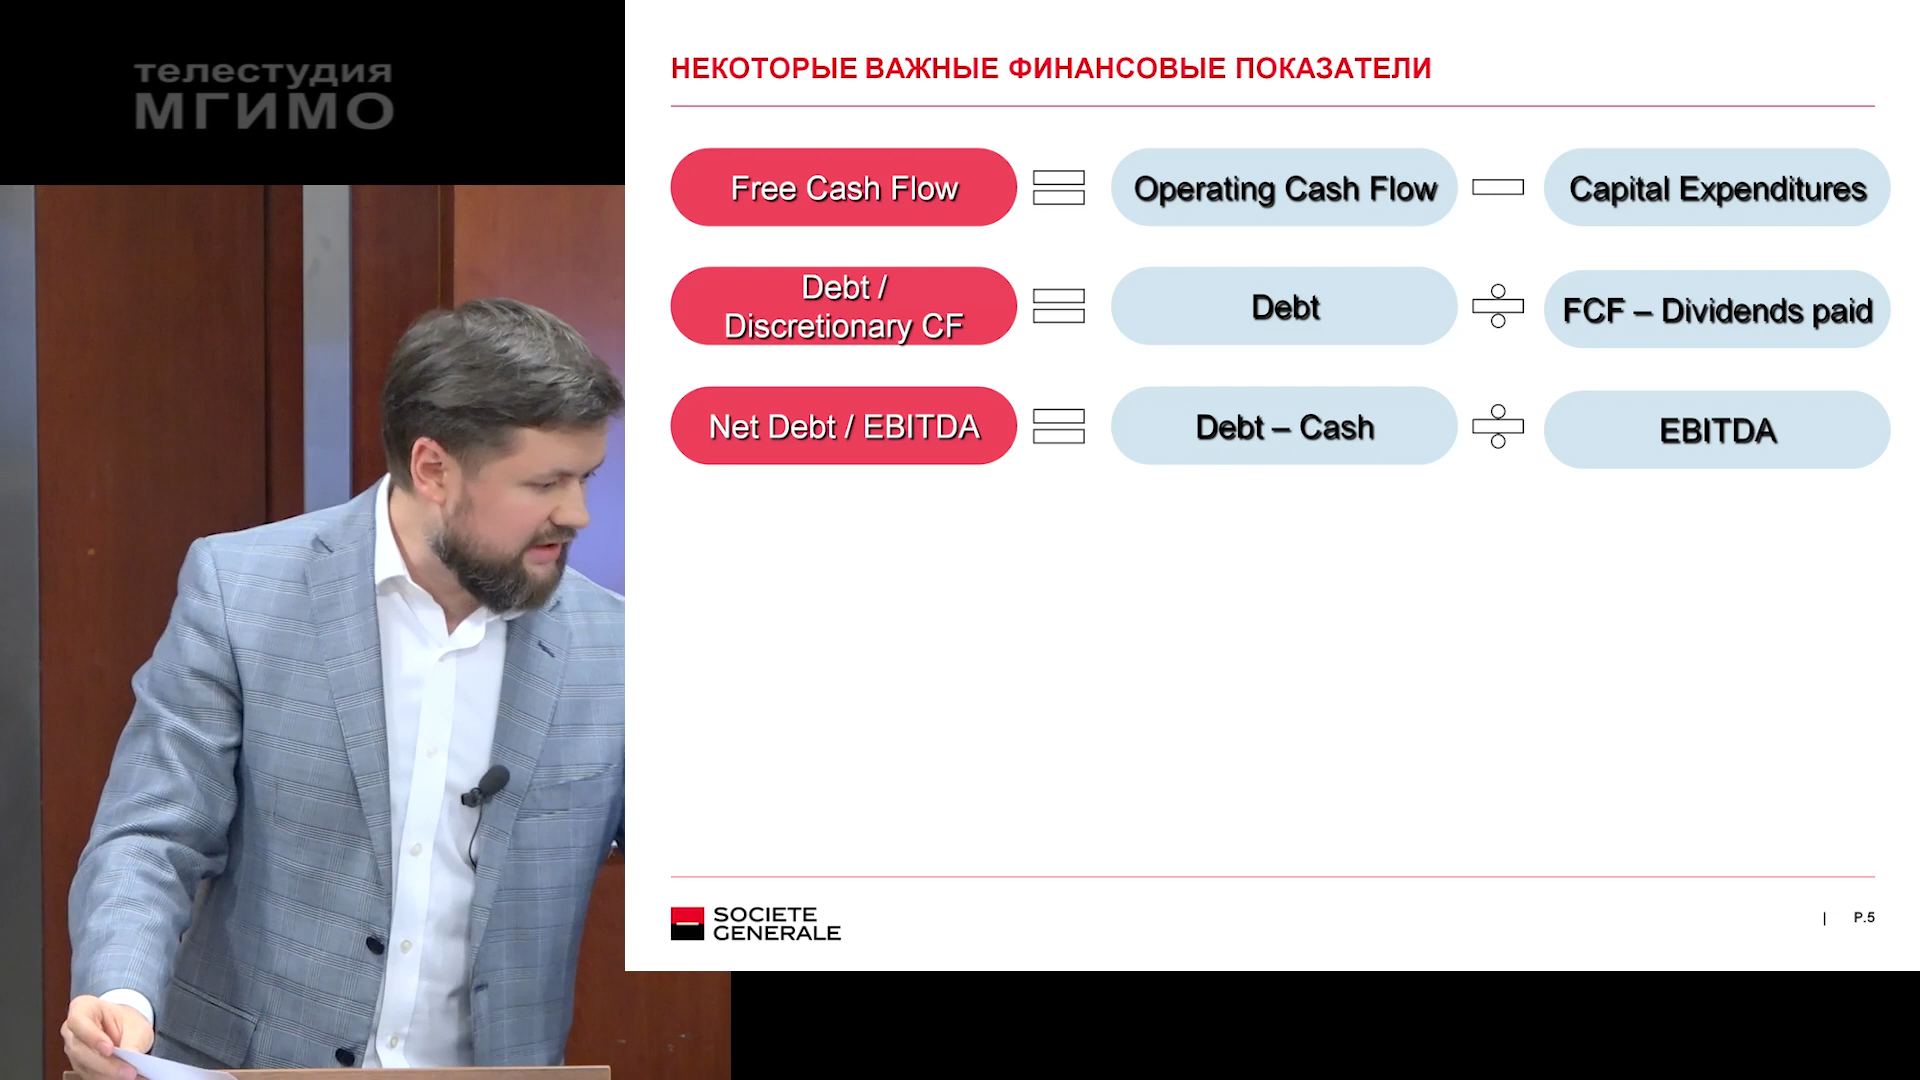 телестудия
МГИМО
НЕКОТОРЫЕ ВАЖНЫЕ ФИНАНСОВЫЕ ПОКАЗАТЕЛИ
Free Cash Flow
Operating Cash Flow
Capital Expenditures
Debt /
Discretionary CF
Debt
FCF – Dividends paid
Net Debt / EBITDA
Debt – Cash
EBITDA
SOCIETE
GENERALE
| P.5